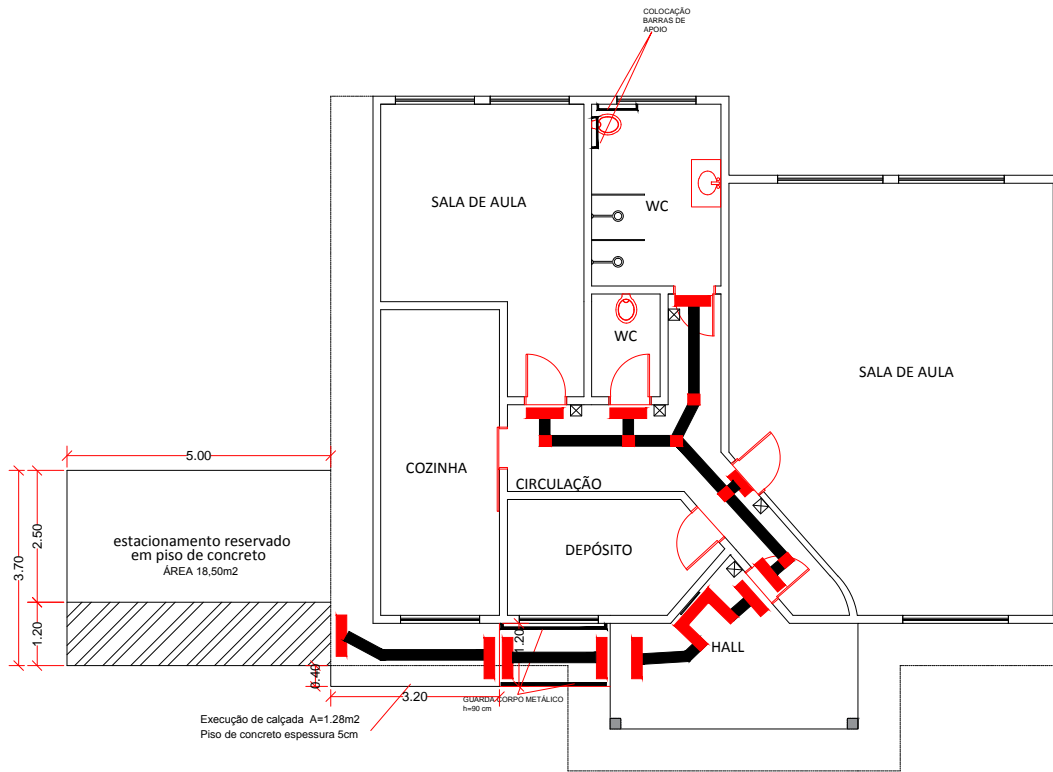 COLOCAÇÃO
BARRAS DE
APOIO
SALA DE AULA
WC
WC
SALA DE AULA
5.00
COZINHA
CIRCULAÇÃO
2.50
3.70
estacionamento reservado
em piso de concreto
ÁREA 18,50m2
DEPÓSITO
1.20
1.20
HALL
0.40
3.20
GUARDA CORPO METÁLICO
h=90 cm
Execução de calçada A=1.28m2
Piso de concreto espessura 5cm